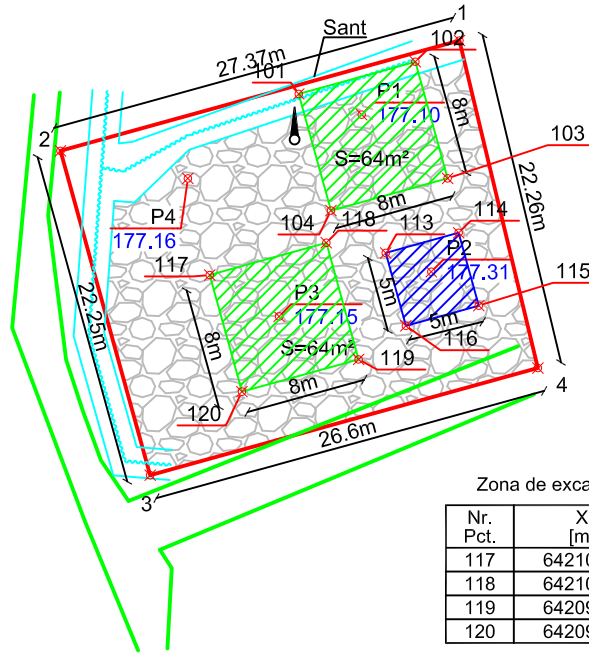 1
Sant
102
27.37m
101
2
P1
177.10
8m
103
S=64m²
22.26m
8m
P4
177.16
104
118
113
114
P2
177.31
117
115
22.25m
5m
P3
177.15
5m
116
8m
S=64m²
119
8m
120
4
26.6m
3
Zona de exca
Nr. Pct.
X
[m
117
64210
118
64210
119
64209
120
64209